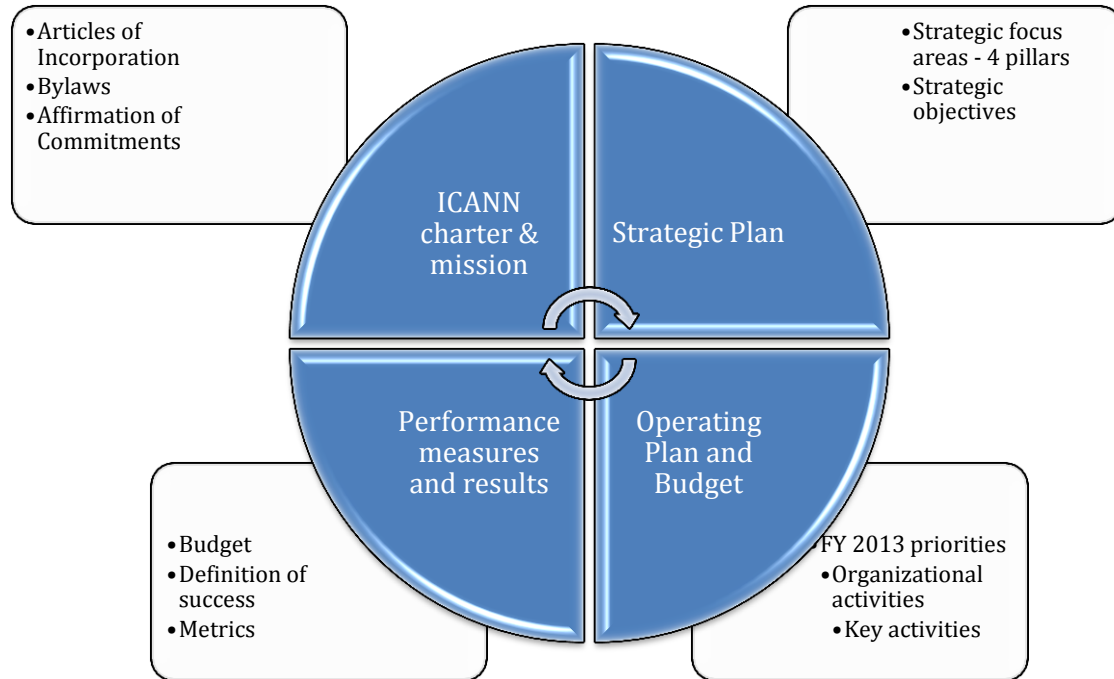 •Articles of
Incorporation
•Bylaws
•Affirmation of
Commitments
•Strategic focus
areas - 4 pillars
•Strategic
objectives
ICANN
charter &
mission
Strategic Plan
Performance
measures
and results
Operating
Plan and
Budget
•Budget
•Definition of
success
•Metrics
•FY 2013 priorities
•Organizational
activities
•Key activities